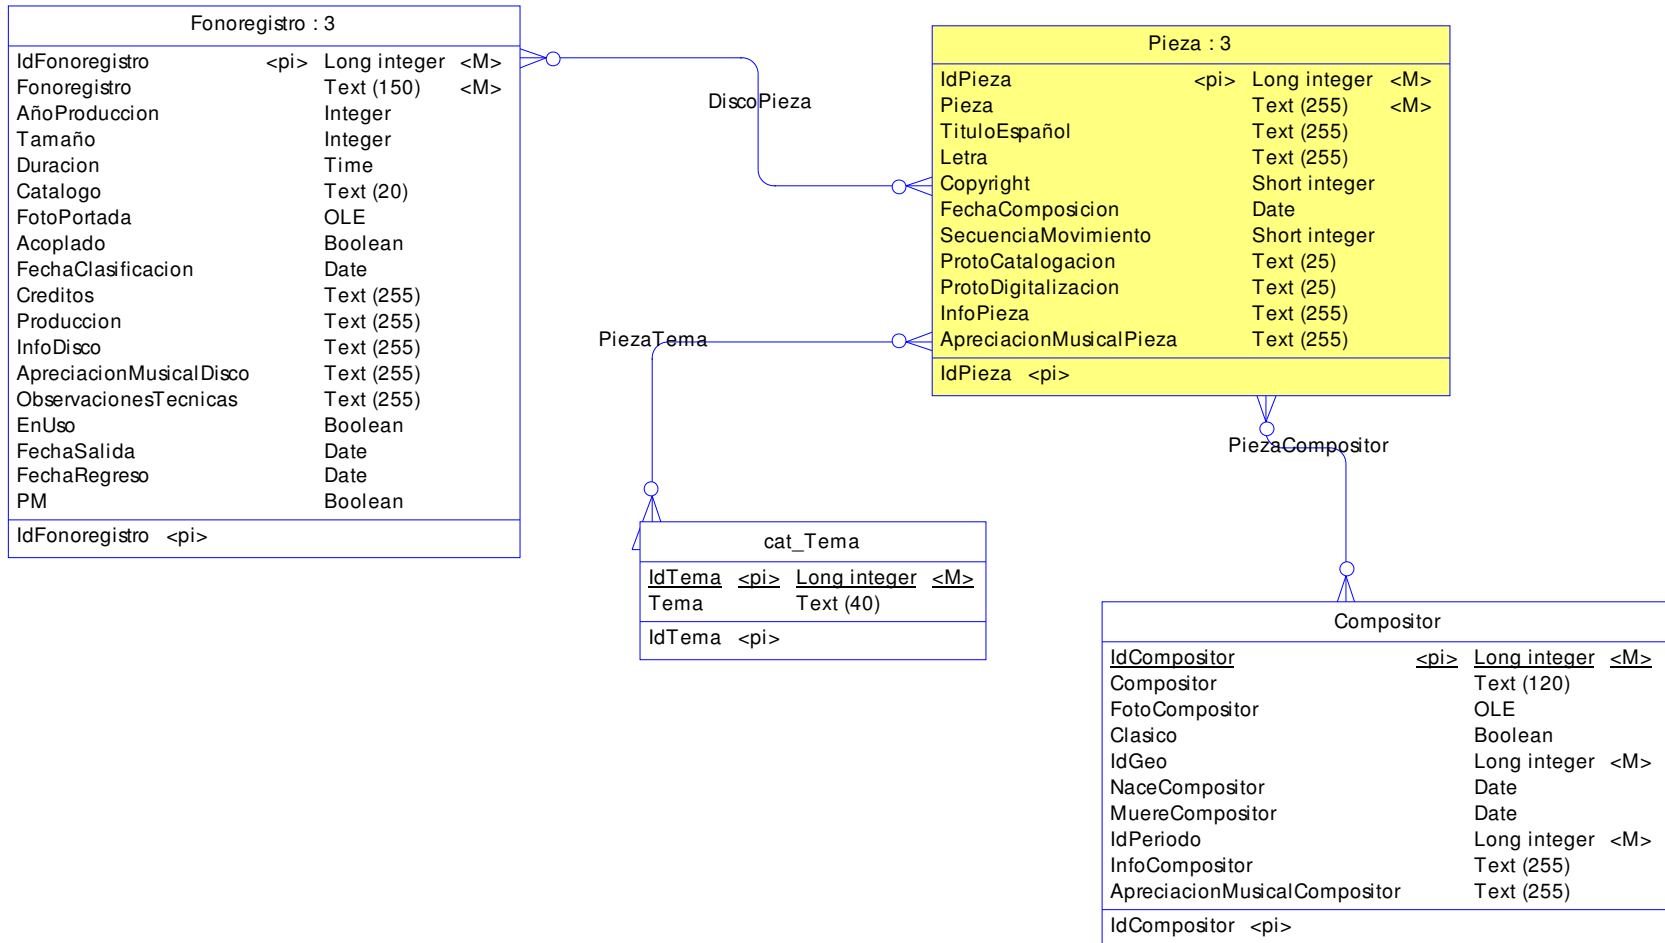 Fonoregistro : 3
IdFonoregistro <pi> Long integer <M>
Fonoregistro Text (150) <M>
AñoProduccion Integer
Tamaño Integer
Duracion Time
Catalogo Text (20)
FotoPortada OLE
Acoplado Boolean
FechaClasificacion Date
Creditos Text (255)
Produccion Text (255)
InfoDisco Text (255)
ApreciacionMusicalDisco Text (255)
ObservacionesTecnicas Text (255)
EnUso Boolean
FechaSalida Date
FechaRegreso Date
PM Boolean
IdFonoregistro <pi>
DiscoPieza
Pieza : 3
IdPieza <pi> Long integer <M>
Pieza Text (255) <M>
TituloEspañol Text (255)
Letra Text (255)
Copyright Short integer
FechaComposicion Date
SecuenciaMovimiento Short integer
ProtoCatalogacion Text (25)
ProtoDigitalizacion Text (25)
InfoPieza Text (255)
ApreciacionMusicalPieza Text (255)
IdPieza <pi>
PiezaTema
PiezaCompositor
cat_Tema
IdTema <pi> Long integer <M>
Tema Text (40)
IdTema <pi>
Compositor
IdCompositor <pi> Long integer <M>
Compositor Text (120)
FotoCompositor OLE
Clasico Boolean
IdGeo Long integer <M>
NaceCompositor Date
MuereCompositor Date
IdPeriodo Long integer <M>
InfoCompositor Text (255)
ApreciacionMusicalCompositor Text (255)
IdCompositor <pi>